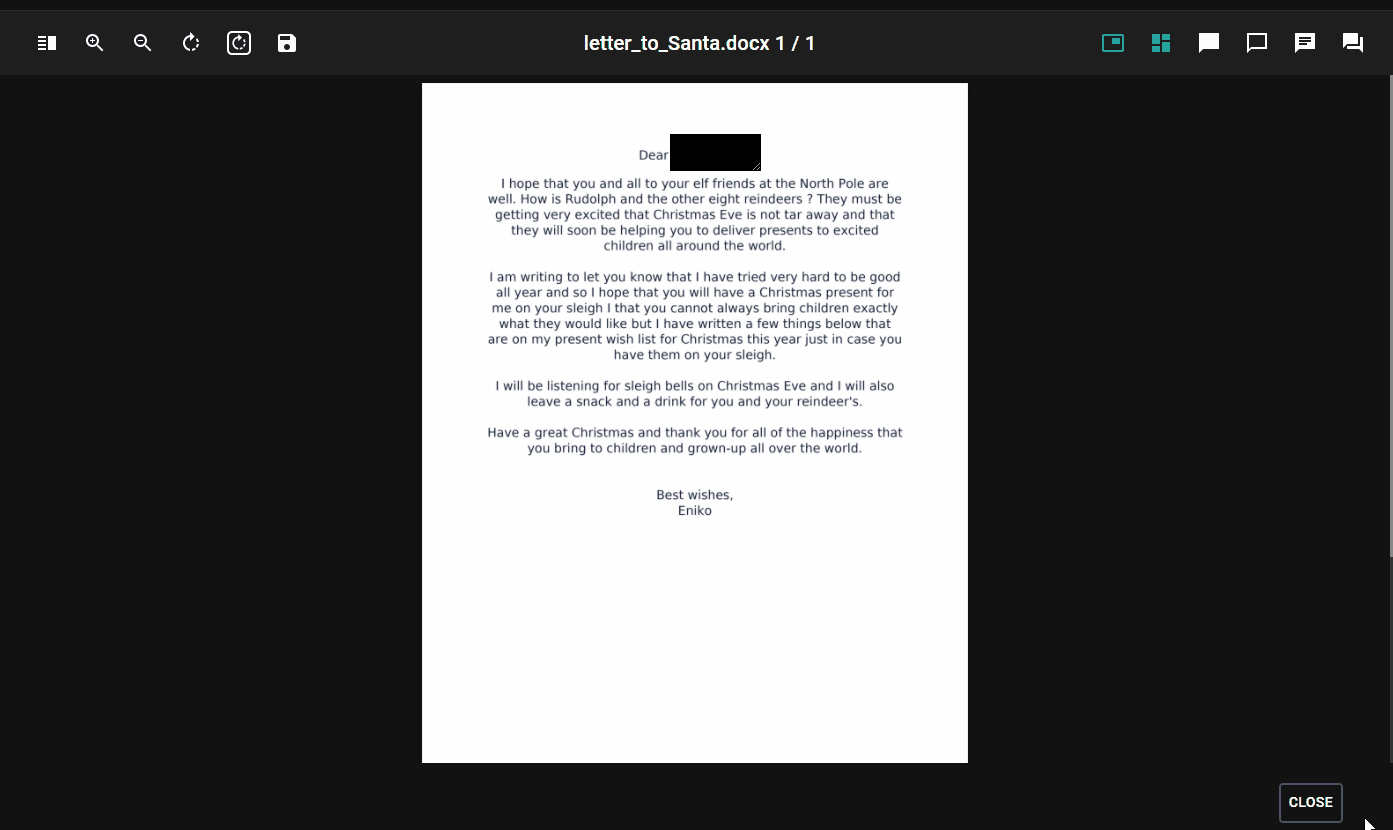 letter_to_Santa.docx 1 / 1
Dear
I hope that you and all to your elf friends at the North Pole are
well. How is Rudolph and the other eight reindeers ? They must be
getting very excited that Christmas Eve is not tar away and that
they will soon be helping you to deliver presents to excited
children all around the world.
I am writing to let you know that I have tried very hard to be good
all year and so I hope that you will have a Christmas present for
me on your sleigh I that you cannot always bring children exactly
what they would like but I have written a few things below that
are on my present wish list for Christmas this year just in case you
have them on your sleigh.
I will be listening for sleigh bells on Christmas Eve and I will also
leave a snack and a drink for you and your reindeer's.
Have a great Christmas and thank you for all of the happiness that
you bring to children and grown-up all over the world.
Best wishes,
Eniko
CLOSE